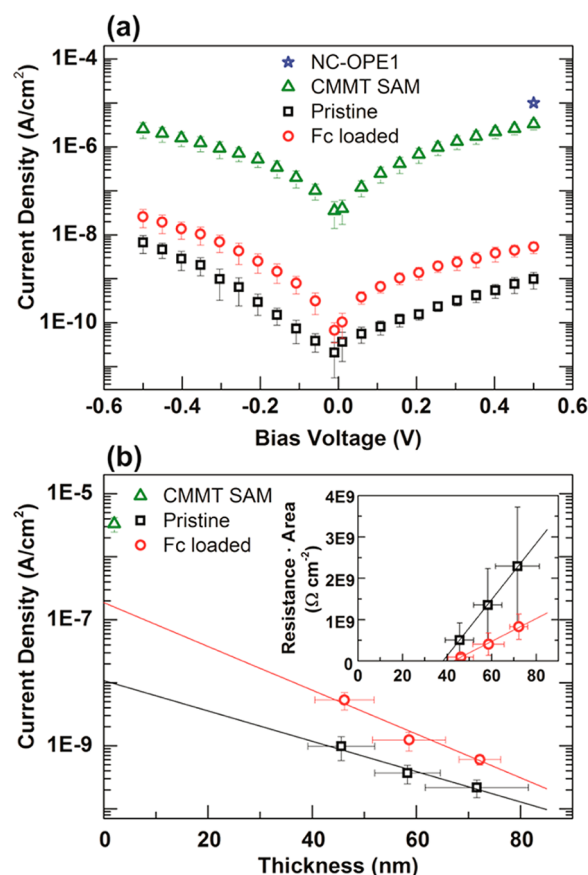 (a)
NC-OPE1
CMMT SAM
Pristine
Fc loaded
Current Density (A/cm²)
1E-4
1E-6
1E-8
1E-10
-0.6 -0.4 -0.2 0.0 0.2 0.4 0.6
Bias Voltage (V)
(b)
CMMT SAM
Pristine
Fc loaded
Current Density (A/cm²)
1E-5
1E-7
1E-9
Resistance · Area
(Ω cm⁻²)
4E9
3E9
2E9
1E9
0
0 20 40 60 80
0 20 40 60 80
Thickness (nm)